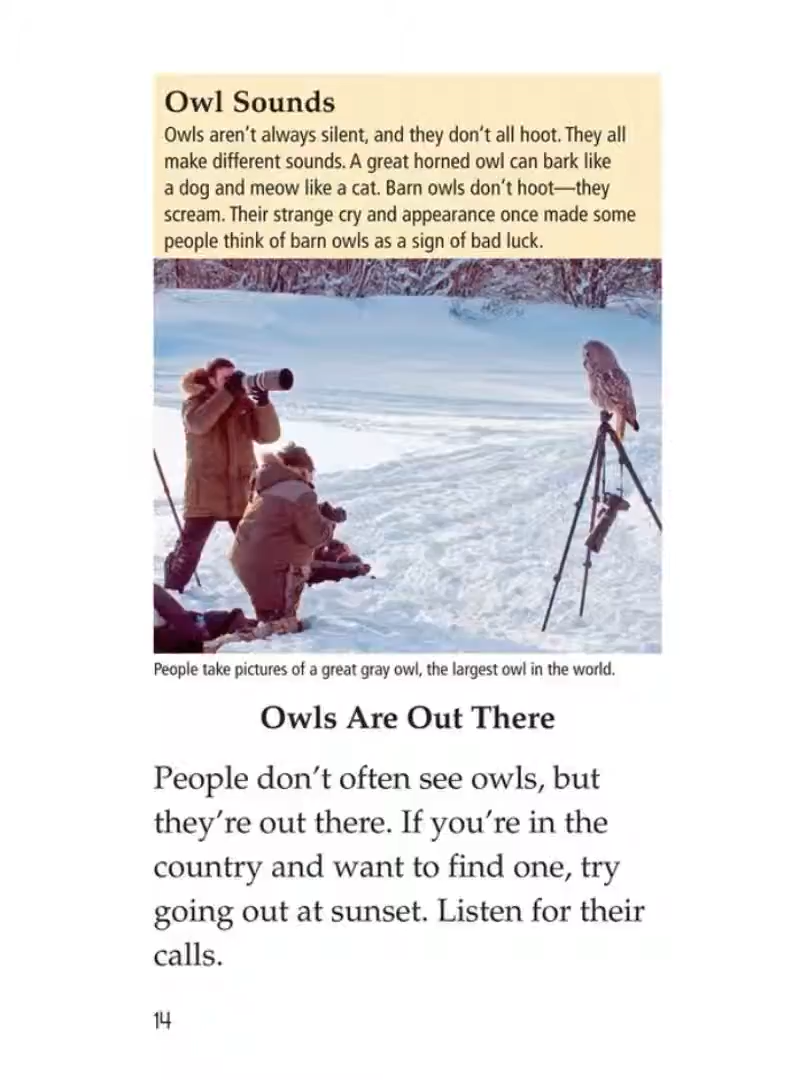 Owl Sounds
Owls aren't always silent, and they don't all hoot. They all
make different sounds. A great horned owl can bark like
a dog and meow like a cat. Barn owls don't hoot—they
scream. Their strange cry and appearance once made some
people think of barn owls as a sign of bad luck.
People take pictures of a great gray owl, the largest owl in the world.
Owls Are Out There
People don't often see owls, but
they're out there. If you're in the
country and want to find one, try
going out at sunset. Listen for their
calls.
14